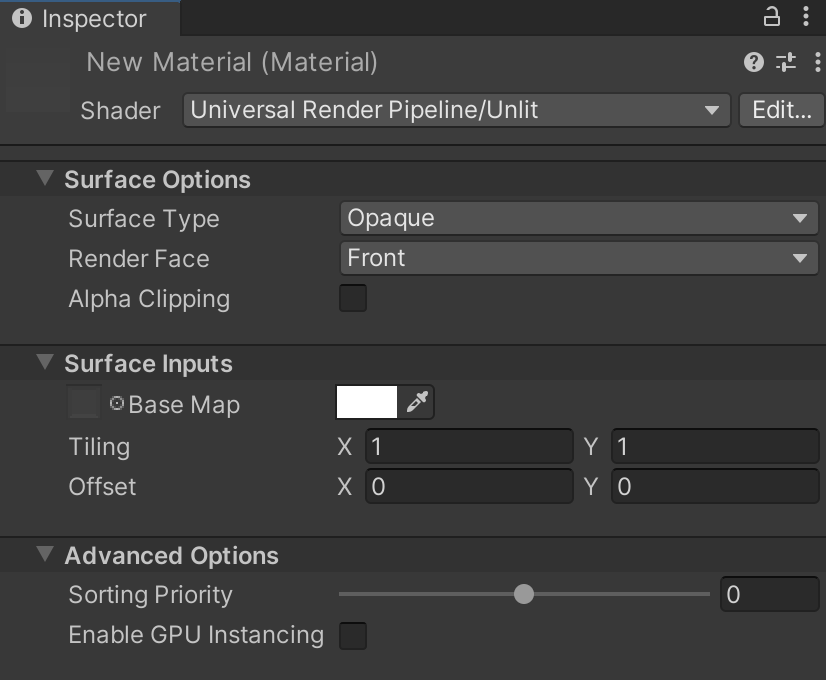 Inspector
New Material (Material)
Shader Universal Render Pipeline/Unlit Edit...
Surface Options
Surface Type Opaque
Render Face Front
Alpha Clipping
Surface Inputs
Base Map
Tiling X 1 Y 1
Offset X 0 Y 0
Advanced Options
Sorting Priority 0
Enable GPU Instancing